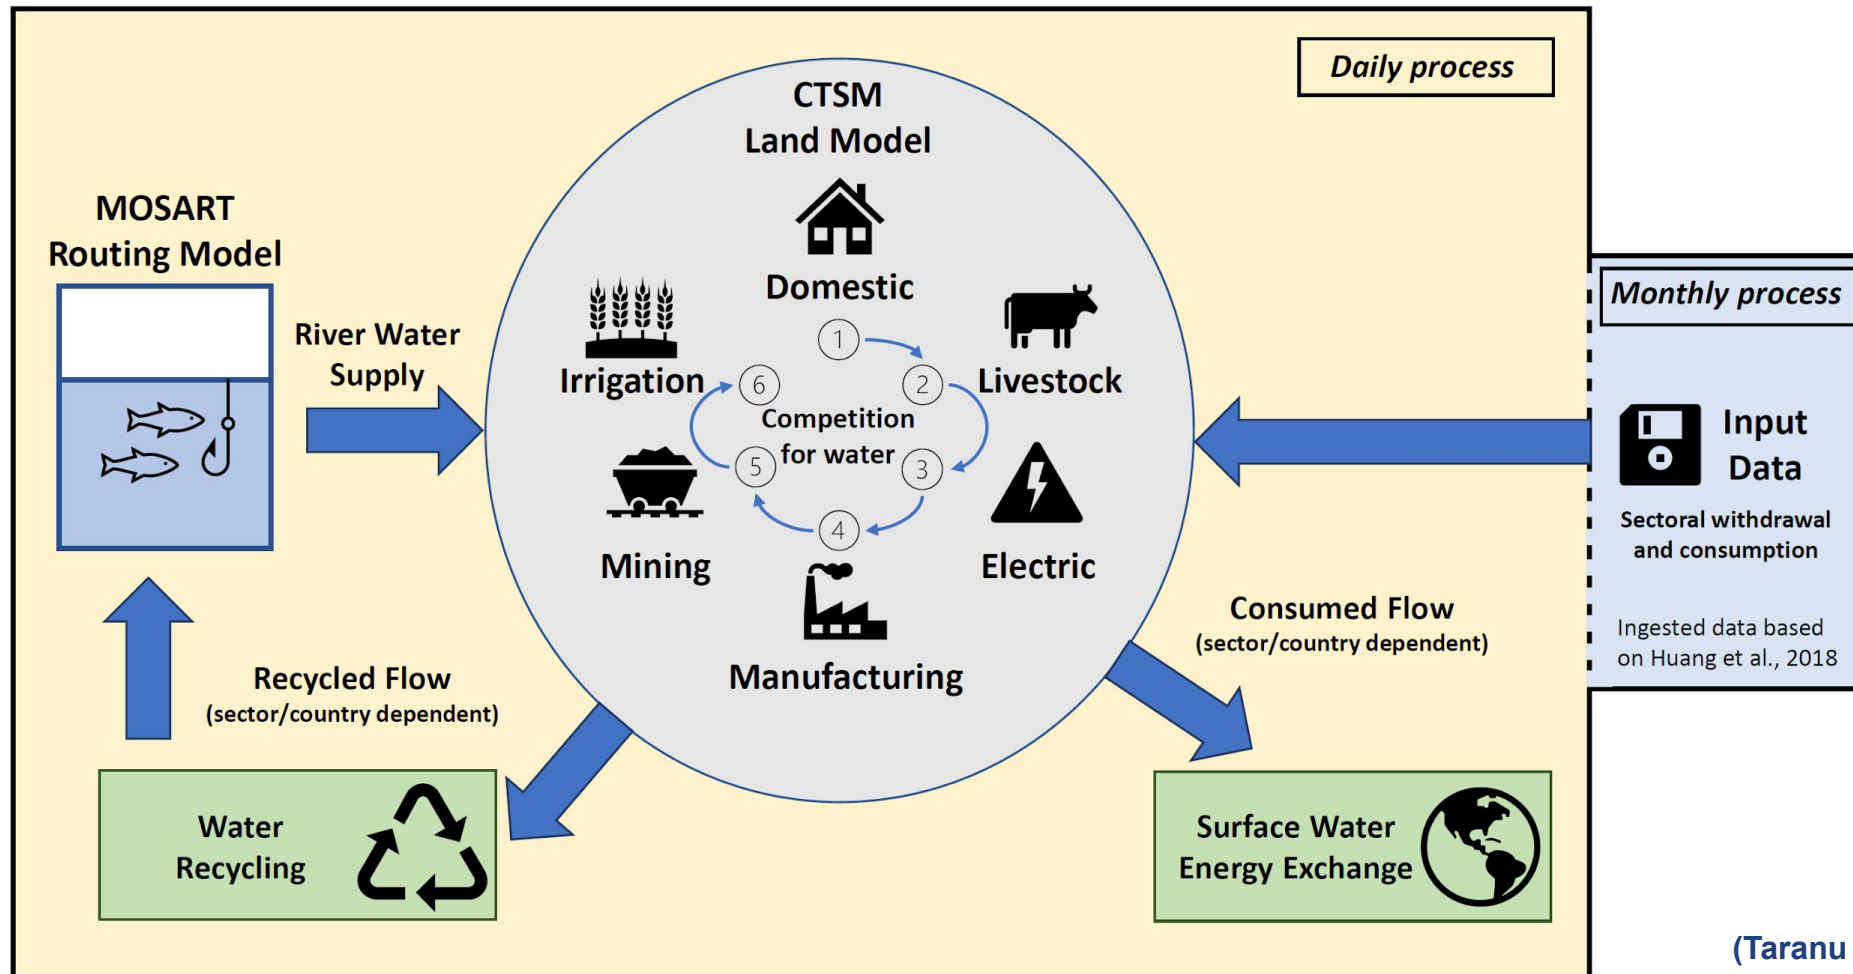 Daily process
CTSM
Land Model
MOSART
Routing Model
River Water
Supply
Domestic
Livestock
Electric
Manufacturing
Mining
Irrigation
1
2
3
4
5
6
Competition
for water
Monthly process
Input
Data
Sectoral withdrawal
and consumption
Ingested data based
on Huang et al., 2018
Consumed Flow
(sector/country dependent)
Recycled Flow
(sector/country dependent)
Water
Recycling
Surface Water
Energy Exchange
(Taranu